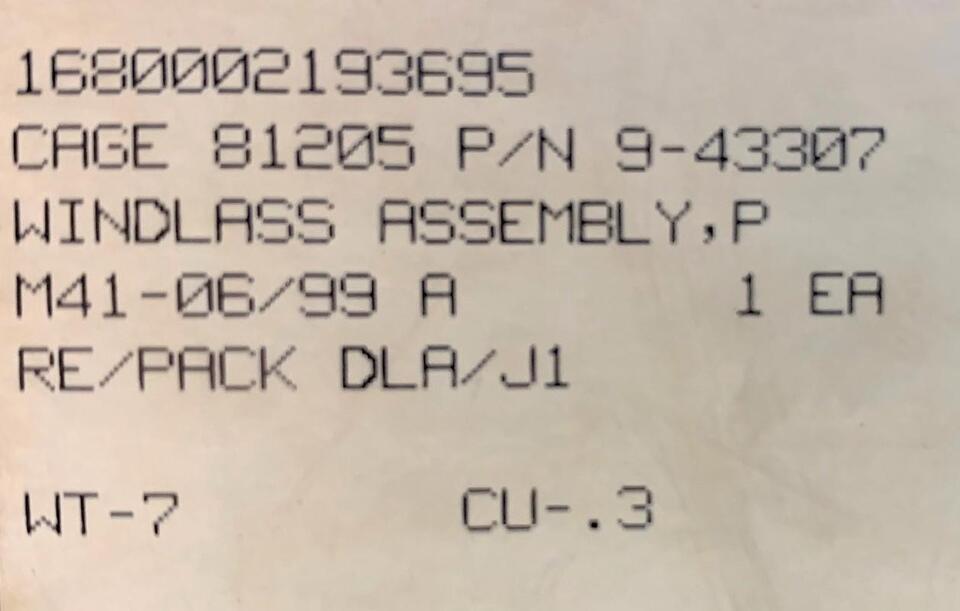 1680002193695
CAGE 81205 P/N 9-43307
WINDLASS ASSEMBLY,P
M41-06/99 A 1 EA
RE/PACK DLA/J1
WT-7 CU-.3